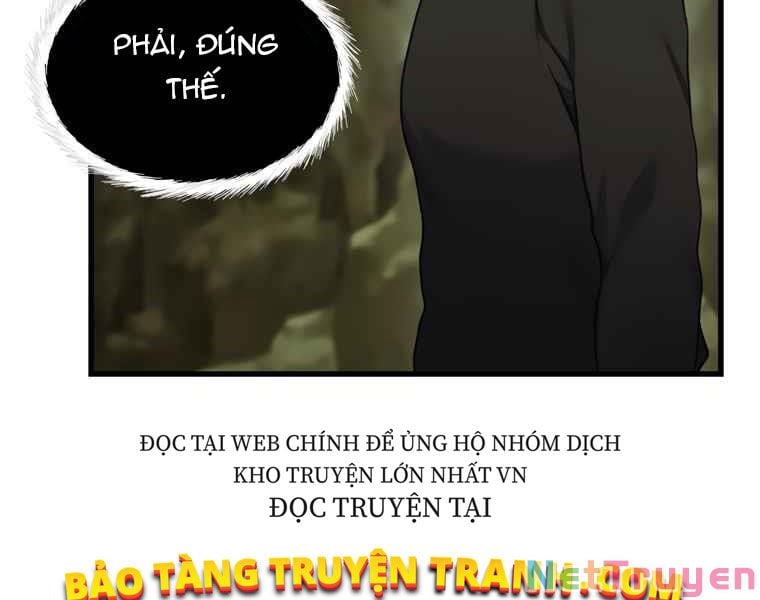 PHẢI, ĐÚNG
THẾ.
ĐỌC TẠI WEB CHÍNH ĐỂ ỦNG HỘ NHÓM DỊCH
KHO TRUYỆN LỚN NHẤT VN
ĐỌC TRUYỆN TẠI
BẢO TÀNG TRUYỆN TRANH.COM
NetTruyen